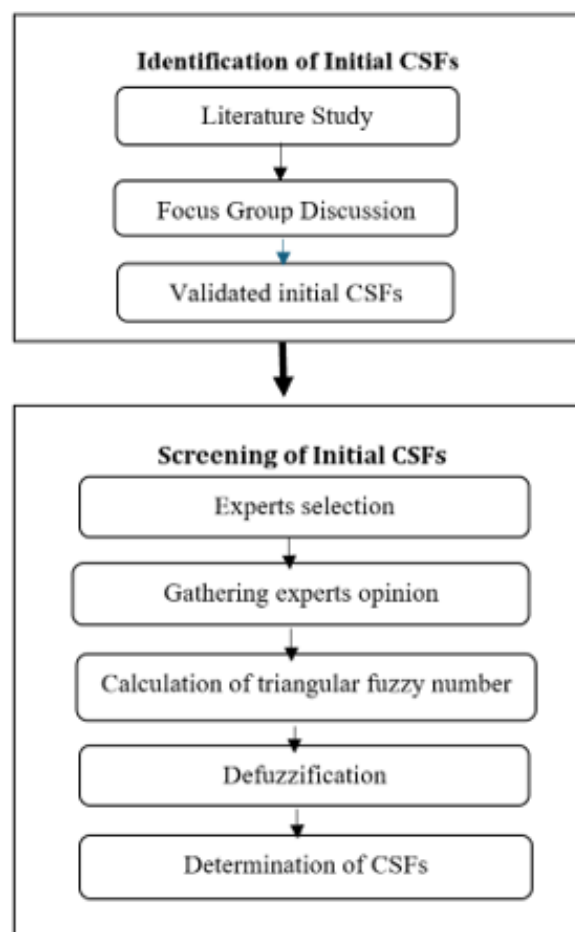 Identification of Initial CSFs
Literature Study
Focus Group Discussion
Validated initial CSFs
Screening of Initial CSFs
Experts selection
Gathering experts opinion
Calculation of triangular fuzzy number
Defuzzification
Determination of CSFs